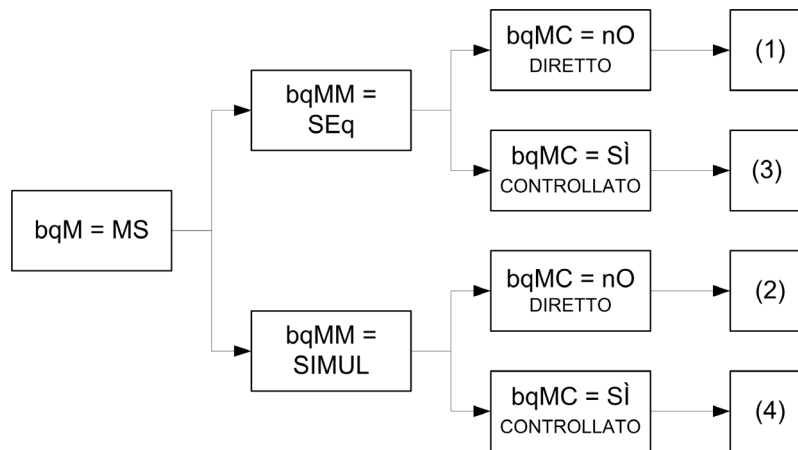 bqM = MS
bqMM =
SEq
bqMC = nO
DIRETTO
(1)
bqMC = SÌ
CONTROLLATO
(3)
bqMM =
SIMUL
bqMC = nO
DIRETTO
(2)
bqMC = SÌ
CONTROLLATO
(4)